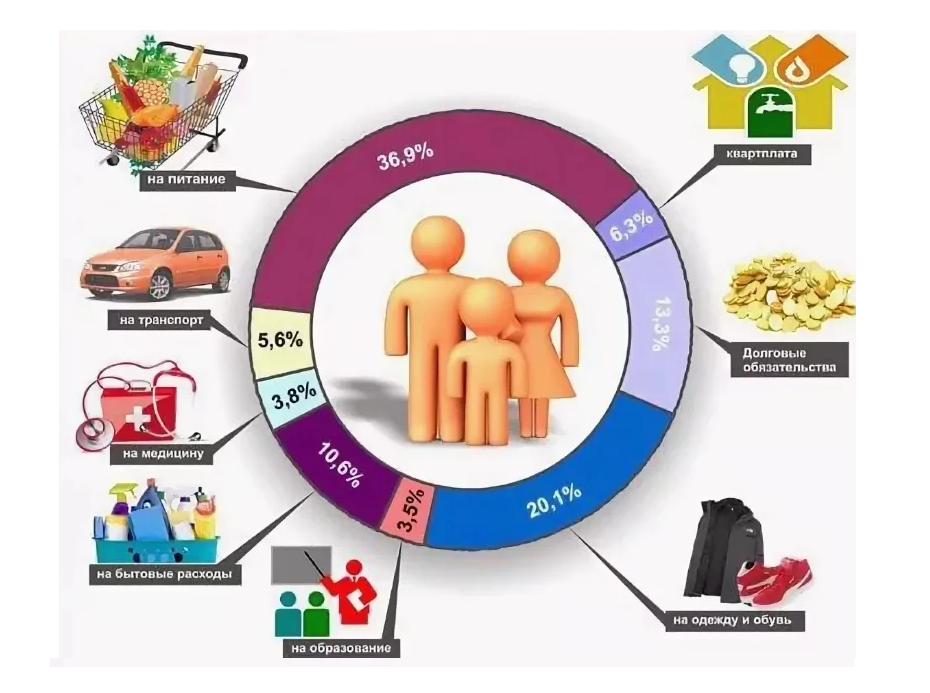 36,9%
квартплата
на питание
6,3%
13,3%
на транспорт
5,6%
Долговые
обязательства
3,8%
на медицину
10,6%
3,5%
20,1%
на бытовые расходы
на одежду и обувь
на образование